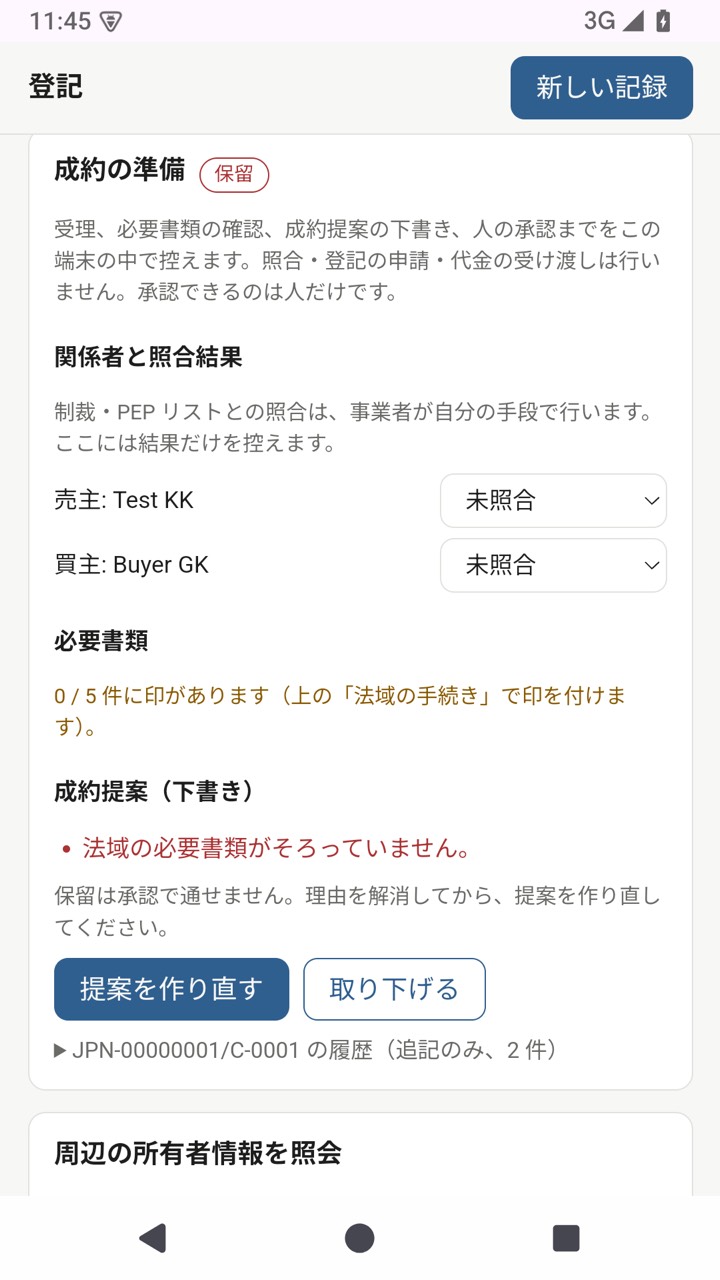 11:45
3G
登記
新しい記録
成約の準備
保留
受理、必要書類の確認、成約提案の下書き、人の承認までをこの
端末の中で控えます。照合・登記の申請・代金の受け渡しは行い
ません。承認できるのは人だけです。
関係者と照合結果
制裁・PEP リストとの照合は、事業者が自分の手段で行います。
ここには結果だけを控えます。
売主: Test KK
未照合
買主: Buyer GK
未照合
必要書類
0 / 5 件に印があります（上の「法域の手続き」で印を付けま
す）。
成約提案（下書き）
• 法域の必要書類がそろっていません。
保留は承認で通せません。理由を解消してから、提案を作り直し
てください。
提案を作り直す
取り下げる
▶ JPN-00000001/C-0001 の履歴（追記のみ、2 件）
周辺の所有者情報を照会